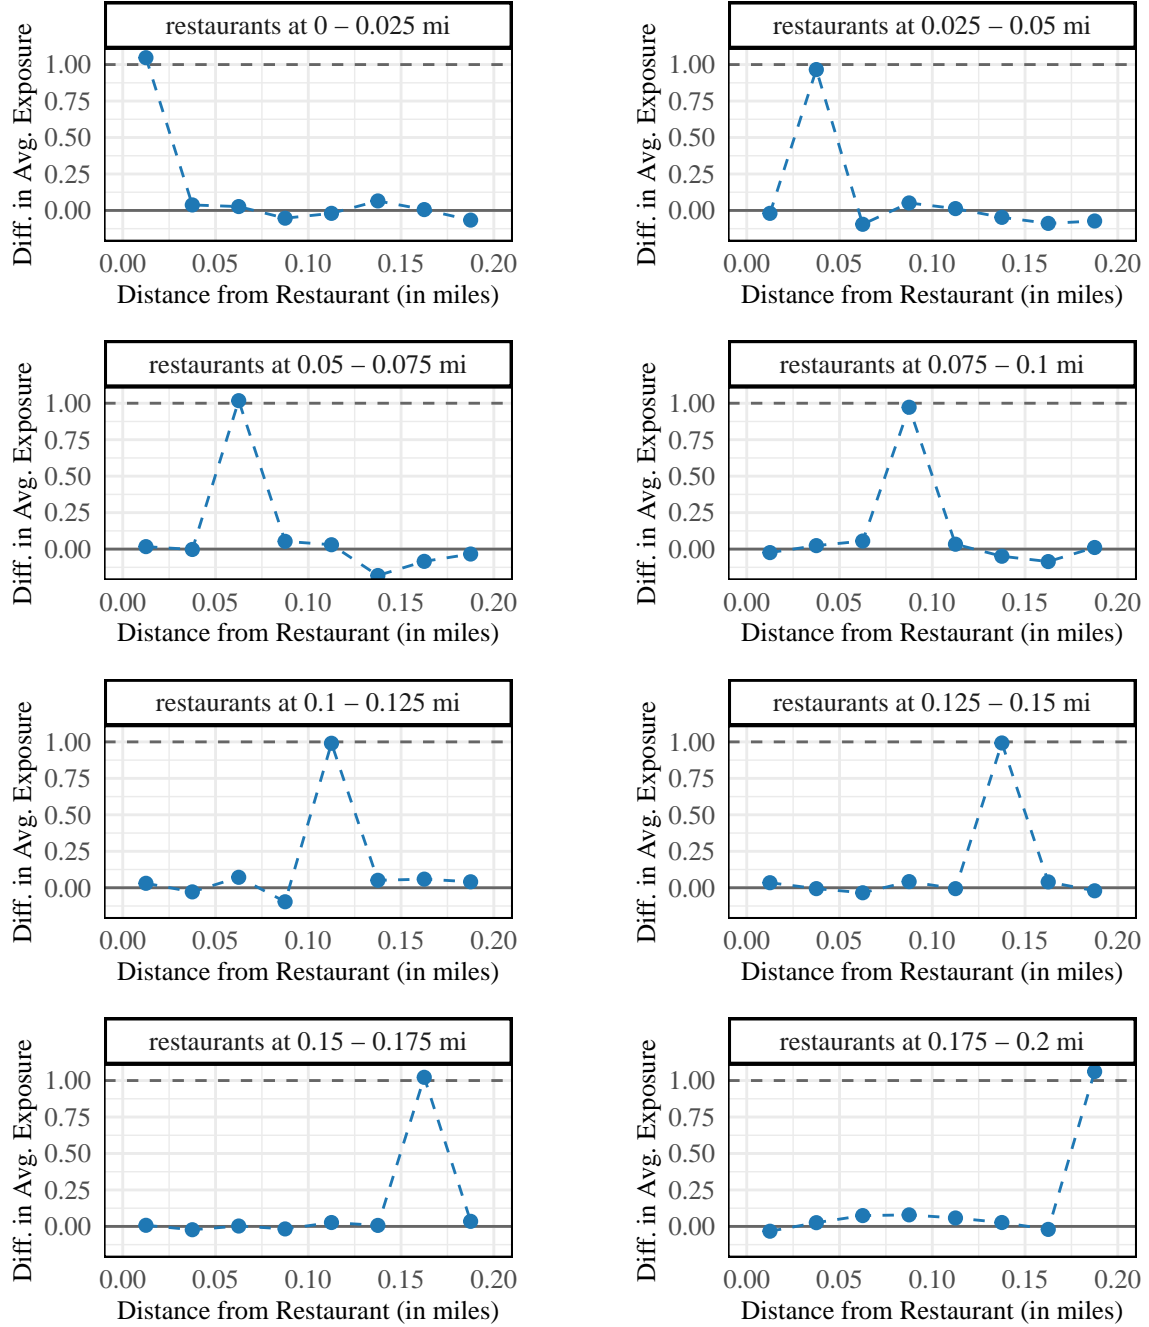 restaurants at 0 – 0.025 mi
Diff. in Avg. Exposure
1.00
0.75
0.50
0.25
0.00
0.00 0.05 0.10 0.15 0.20
Distance from Restaurant (in miles)
restaurants at 0.025 – 0.05 mi
Diff. in Avg. Exposure
1.00
0.75
0.50
0.25
0.00
0.00 0.05 0.10 0.15 0.20
Distance from Restaurant (in miles)
restaurants at 0.05 – 0.075 mi
Diff. in Avg. Exposure
1.00
0.75
0.50
0.25
0.00
0.00 0.05 0.10 0.15 0.20
Distance from Restaurant (in miles)
restaurants at 0.075 – 0.1 mi
Diff. in Avg. Exposure
1.00
0.75
0.50
0.25
0.00
0.00 0.05 0.10 0.15 0.20
Distance from Restaurant (in miles)
restaurants at 0.1 – 0.125 mi
Diff. in Avg. Exposure
1.00
0.75
0.50
0.25
0.00
0.00 0.05 0.10 0.15 0.20
Distance from Restaurant (in miles)
restaurants at 0.125 – 0.15 mi
Diff. in Avg. Exposure
1.00
0.75
0.50
0.25
0.00
0.00 0.05 0.10 0.15 0.20
Distance from Restaurant (in miles)
restaurants at 0.15 – 0.175 mi
Diff. in Avg. Exposure
1.00
0.75
0.50
0.25
0.00
0.00 0.05 0.10 0.15 0.20
Distance from Restaurant (in miles)
restaurants at 0.175 – 0.2 mi
Diff. in Avg. Exposure
1.00
0.75
0.50
0.25
0.00
0.00 0.05 0.10 0.15 0.20
Distance from Restaurant (in miles)